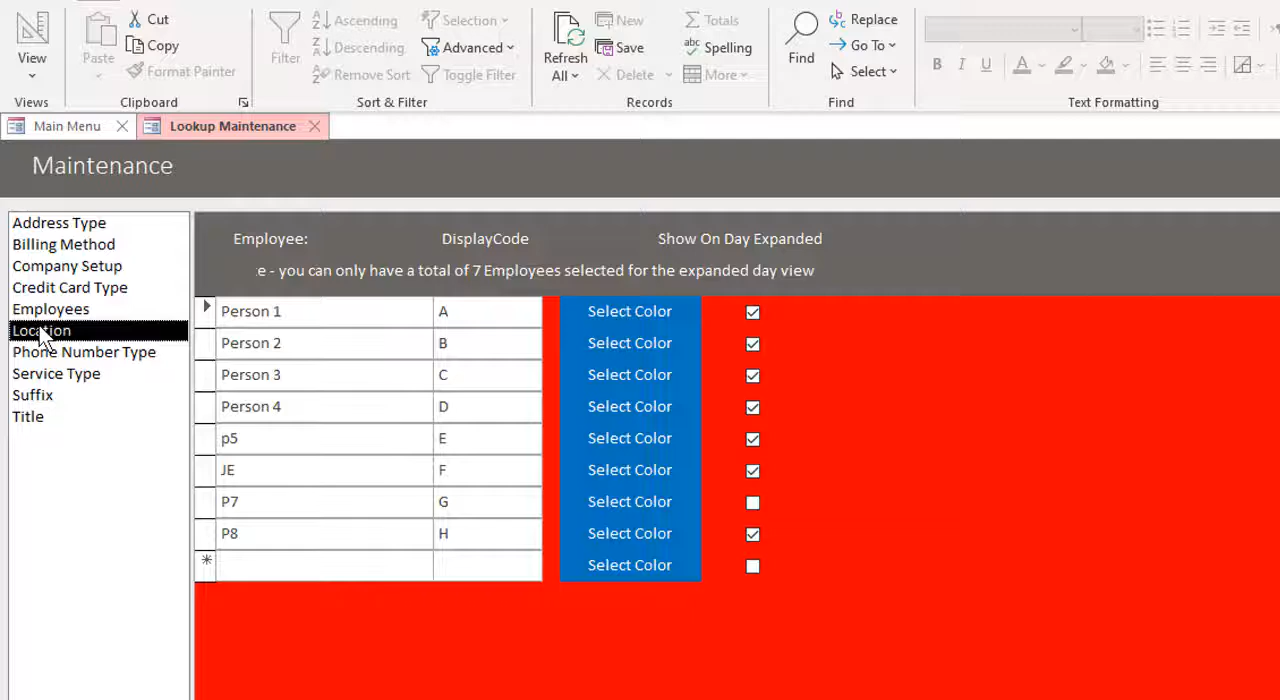 View
Views
Paste
Cut
Copy
Format Painter
Clipboard
Filter
Ascending
Descending
Remove Sort
Selection
Advanced
Toggle Filter
Sort & Filter
Refresh
All
New
Save
Delete
Totals
Spelling
More
Records
Find
Replace
Go To
Select
Find
B I U A
Text Formatting
Main Menu
Lookup Maintenance
Maintenance
Address Type
Billing Method
Company Setup
Credit Card Type
Employees
Location
Phone Number Type
Service Type
Suffix
Title
Employee: DisplayCode Show On Day Expanded
e - you can only have a total of 7 Employees selected for the expanded day view
Person 1 A Select Color
Person 2 B Select Color
Person 3 C Select Color
Person 4 D Select Color
p5 E Select Color
JE F Select Color
P7 G Select Color
P8 H Select Color
Select Color